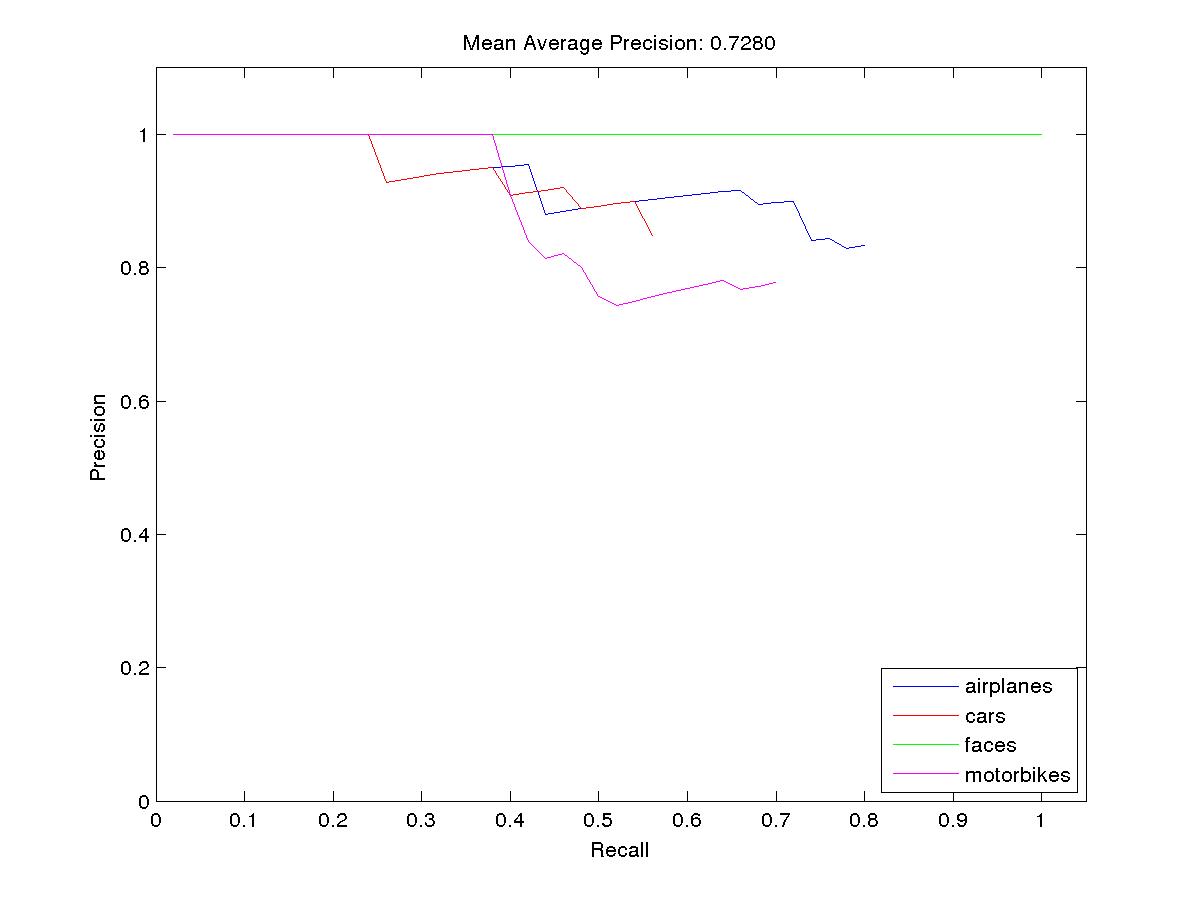 Mean Average Precision: 0.7280
1
0.8
0.6
0.4
0.2
0
Precision
0 0.1 0.2 0.3 0.4 0.5 0.6 0.7 0.8 0.9 1
Recall
airplanes
cars
faces
motorbikes